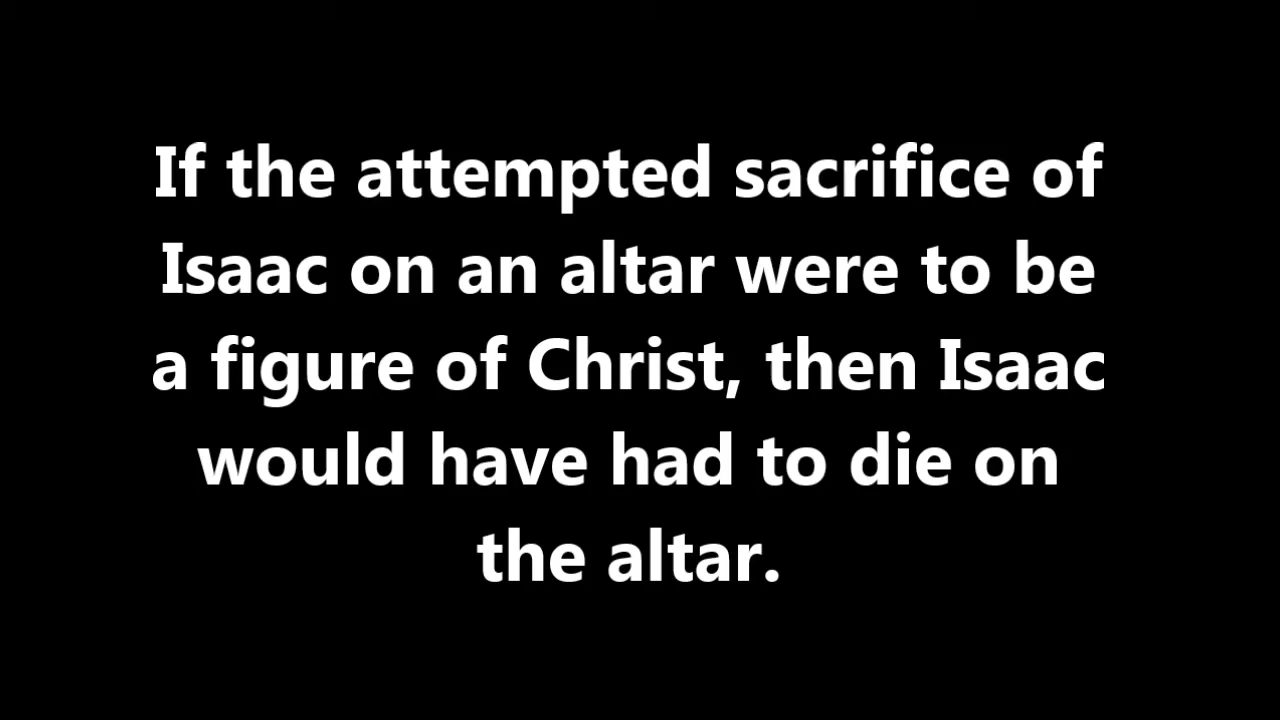 If the attempted sacrifice of
Isaac on an altar were to be
a figure of Christ, then Isaac
would have had to die on
the altar.